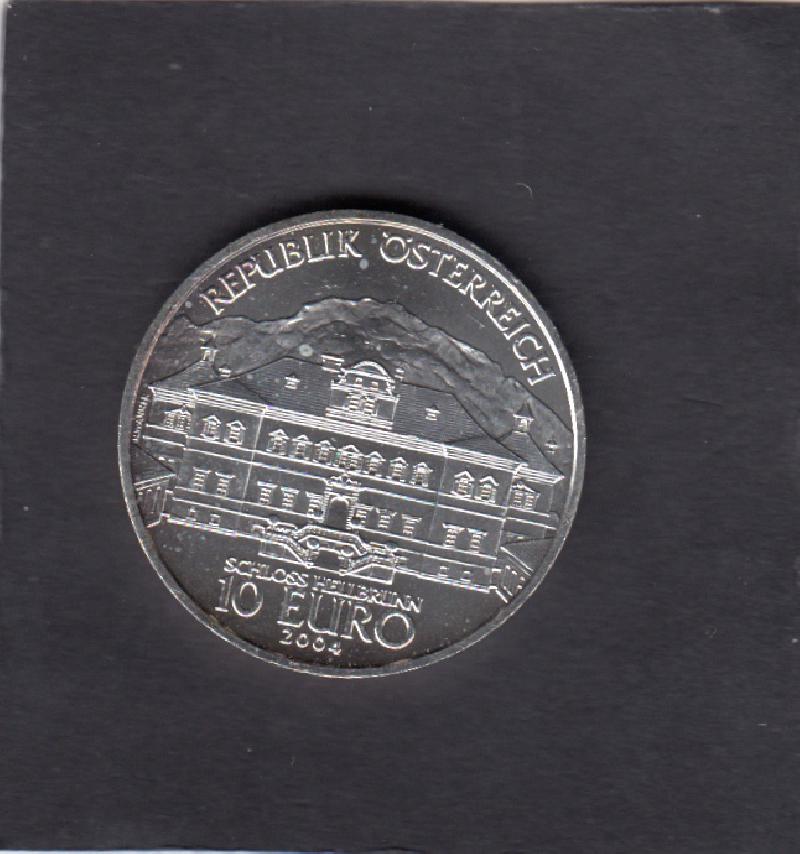 REPUBLIK ÖSTERREICH
SCHLOSS HELLBRUNN
10 EURO
2004